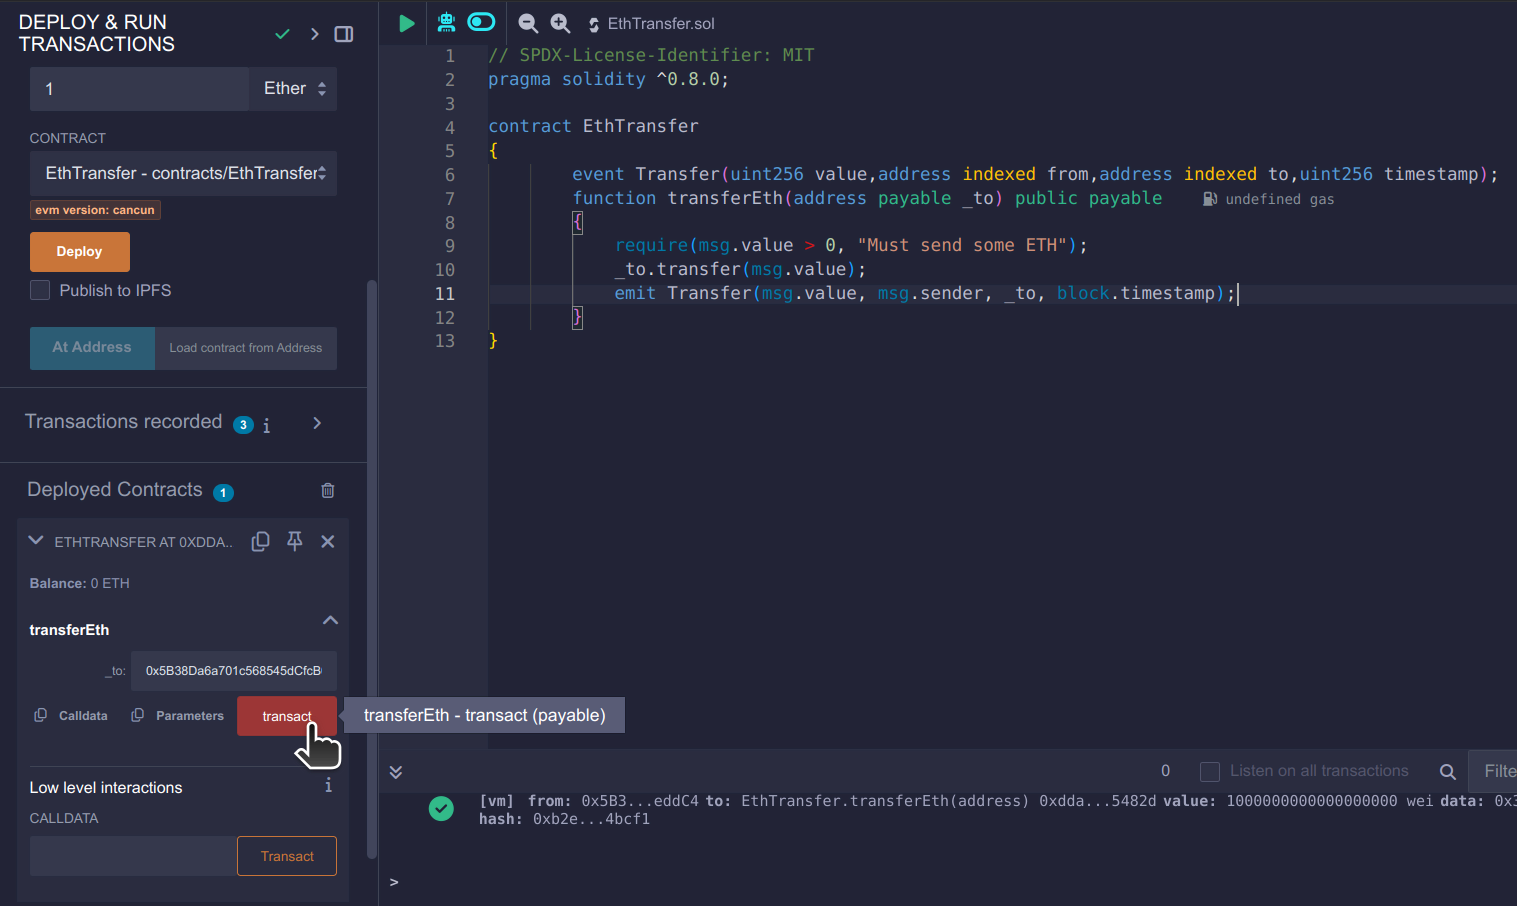 DEPLOY & RUN
TRANSACTIONS
1
Ether
CONTRACT
EthTransfer - contracts/EthTransfer
evm version: cancun
Deploy
Publish to IPFS
At Address
Load contract from Address
Transactions recorded 3 i
Deployed Contracts 1
ETHTRANSFER AT 0XDDA..
Balance: 0 ETH
transferEth
_to:
0x5B38Da6a701c568545dCfcB
Calldata
Parameters
transact
transferEth - transact (payable)
Low level interactions i
CALLDATA
Transact
EthTransfer.sol
1 // SPDX-License-Identifier: MIT
2 pragma solidity ^0.8.0;
3
4 contract EthTransfer
5 {
6 event Transfer(uint256 value,address indexed from,address indexed to,uint256 timestamp);
7 function transferEth(address payable _to) public payable undefined gas
8 {
9 require(msg.value > 0, "Must send some ETH");
10 _to.transfer(msg.value);
11 emit Transfer(msg.value, msg.sender, _to, block.timestamp);
12 }
13 }
0
Listen on all transactions
Filte
[vm] from: 0x5B3...eddC4 to: EthTransfer.transferEth(address) 0xdda...5482d value: 1000000000000000000 wei data: 0x3
hash: 0xb2e...4bcf1
>